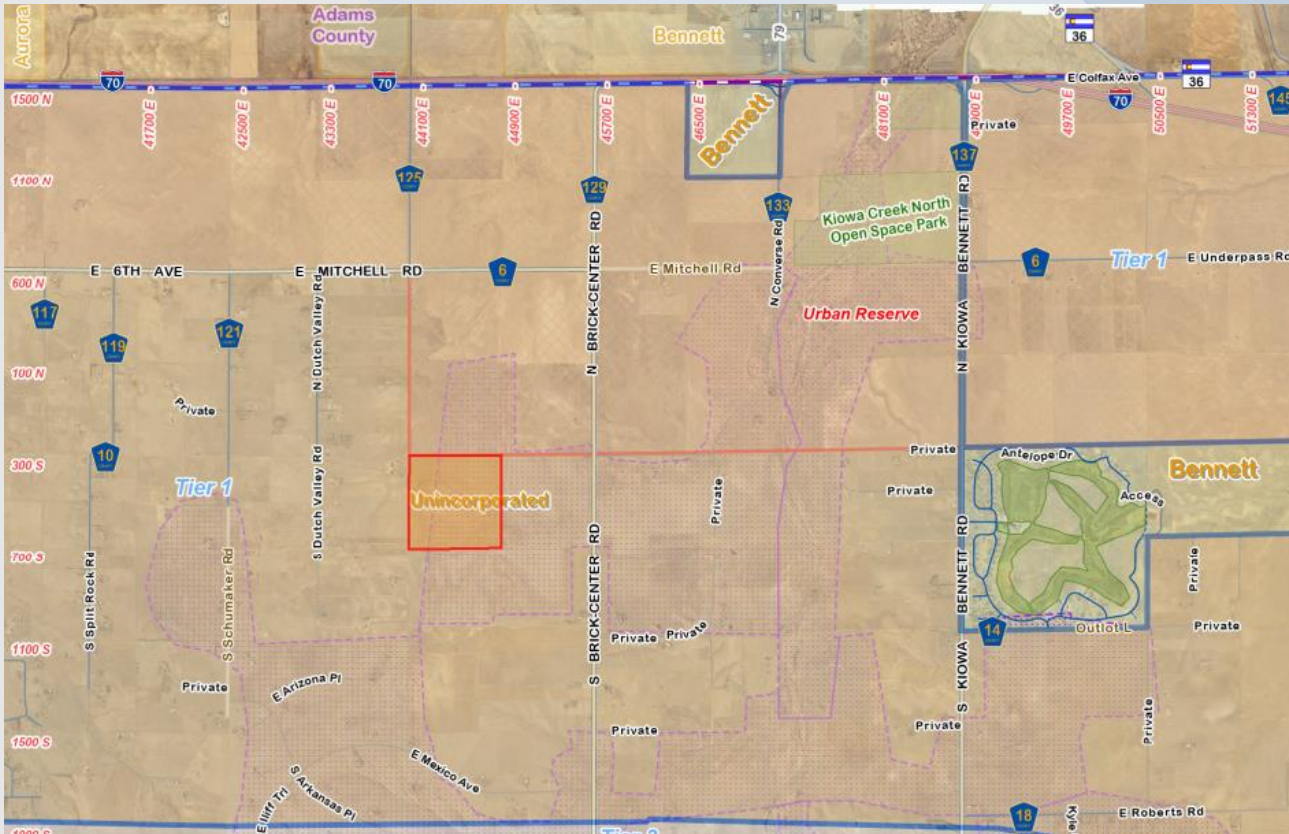 Aurora
Adams
County
Bennett
79
36
36
E Colfax Ave
36
70
70
70
145
1500 N
41700 E
42500 E
43300 E
44100 E
44900 E
45700 E
46500 E
Bennett
48100 E
49700 E
50500 E
51300 E
Private
1100 N
125
129
133
137
Kiowa Creek North
Open Space Park
E 6TH AVE
E MITCHELL RD
6
E Mitchell Rd
6
Tier 1
E Underpass Rd
600 N
N Dutch Valley Rd
N BRICK-CENTER RD
N Converse Rd
N KIOWA BENNETT RD
117
119
121
Urban Reserve
100 N
Private
10
300 S
Tier 1
S Dutch Valley Rd
Unincorporated
Private
Private
Private
Antelope Dr
Access
Bennett
700 S
S Split Rock Rd
S Schumaker Rd
S BRICK-CENTER RD
S KIOWA BENNETT RD
Private
1100 S
Private
Private
14
Outlot L
Private
Private
E Arizona Pl
Private
Private
Private
1500 S
E Mexico Ave
S Arkansas Pl
E Iliff Trl
18
Kyle
E Roberts Rd